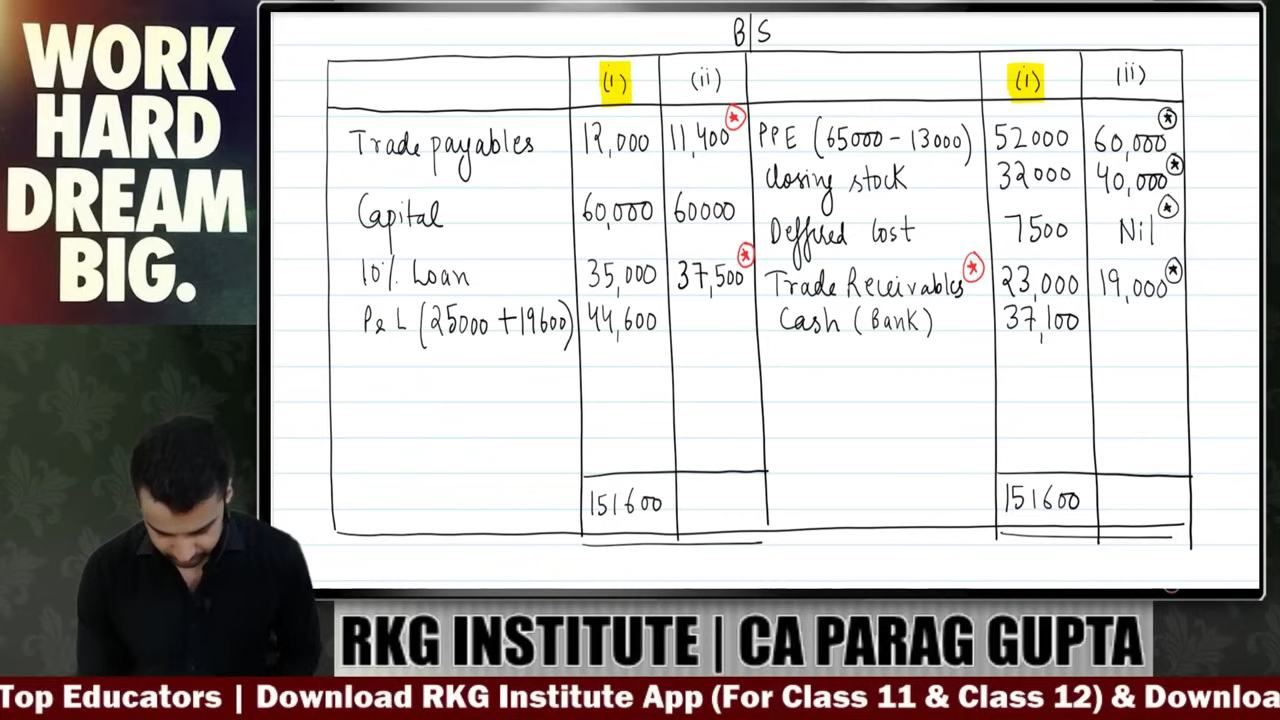 WORK
HARD
DREAM
BIG.
B|S
(i) (ii) (i) (ii)
Trade payables 12,000 11,400 PPE (65000 - 13000) 52000 60,000
Closing stock 32000 40,000
Capital 60,000 60000
Deffured Cost 7500 Nil
10% Loan 35,000 37,500 Trade Receivables 23,000 19,000
P&L (25000 + 19600) 44,600 Cash (Bank) 37,100
151600 151600
RKG INSTITUTE | CA PARAG GUPTA
Top Educators | Download RKG Institute App (For Class 11 & Class 12) & Downloa